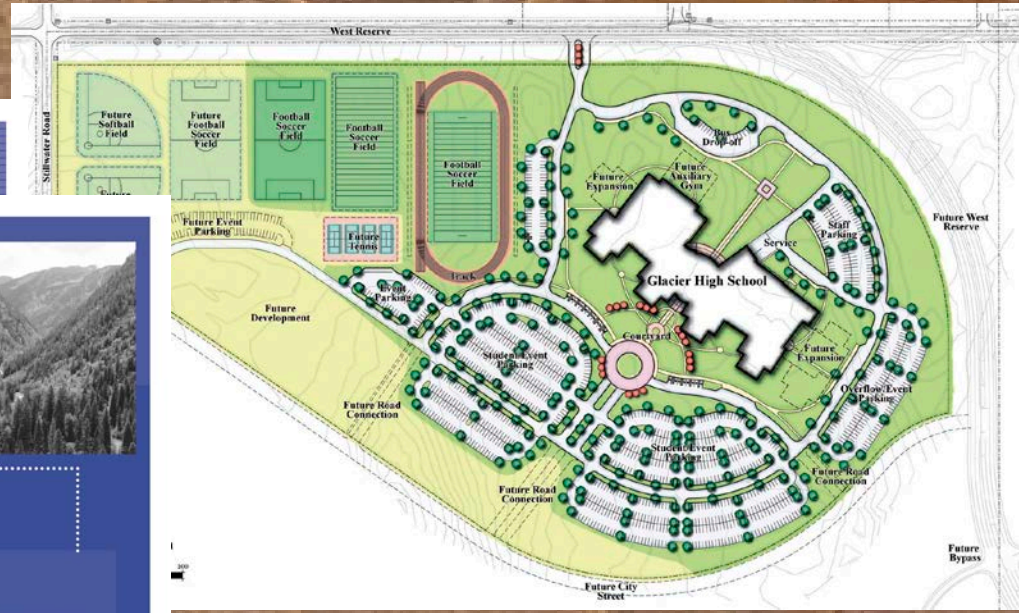 West Reserve
Stillwater Road
Future
Softball
Field
Future
Football
Soccer
Field
Football
Soccer
Field
Football
Soccer
Field
Football
Soccer
Field
Future
Future Event
Parking
Future
Tennis
Track
Bus
Drop-off
Future
Expansion
Future
Auxiliary
Gym
Staff
Parking
Service
Future West
Reserve
Glacier High School
Event
Parking
Future
Development
Student/Event
Parking
Courtyard
Future
Expansion
Overflow/Event
Parking
Future Road
Connection
Student/Event
Parking
Future Road
Connection
Future Road
Connection
Future
Bypass
Future City
Street
200